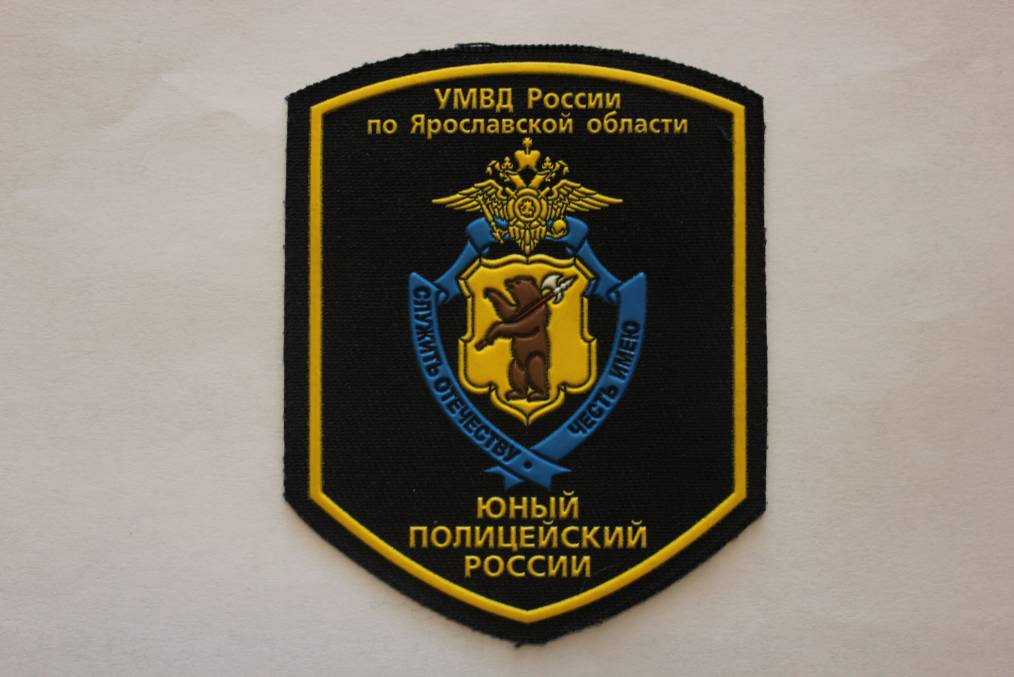 УМВД России
по Ярославской области
СЛУЖИТЬ ОТЕЧЕСТВУ • ЧЕСТЬ ИМЕЮ
ЮНЫЙ
ПОЛИЦЕЙСКИЙ
РОССИИ